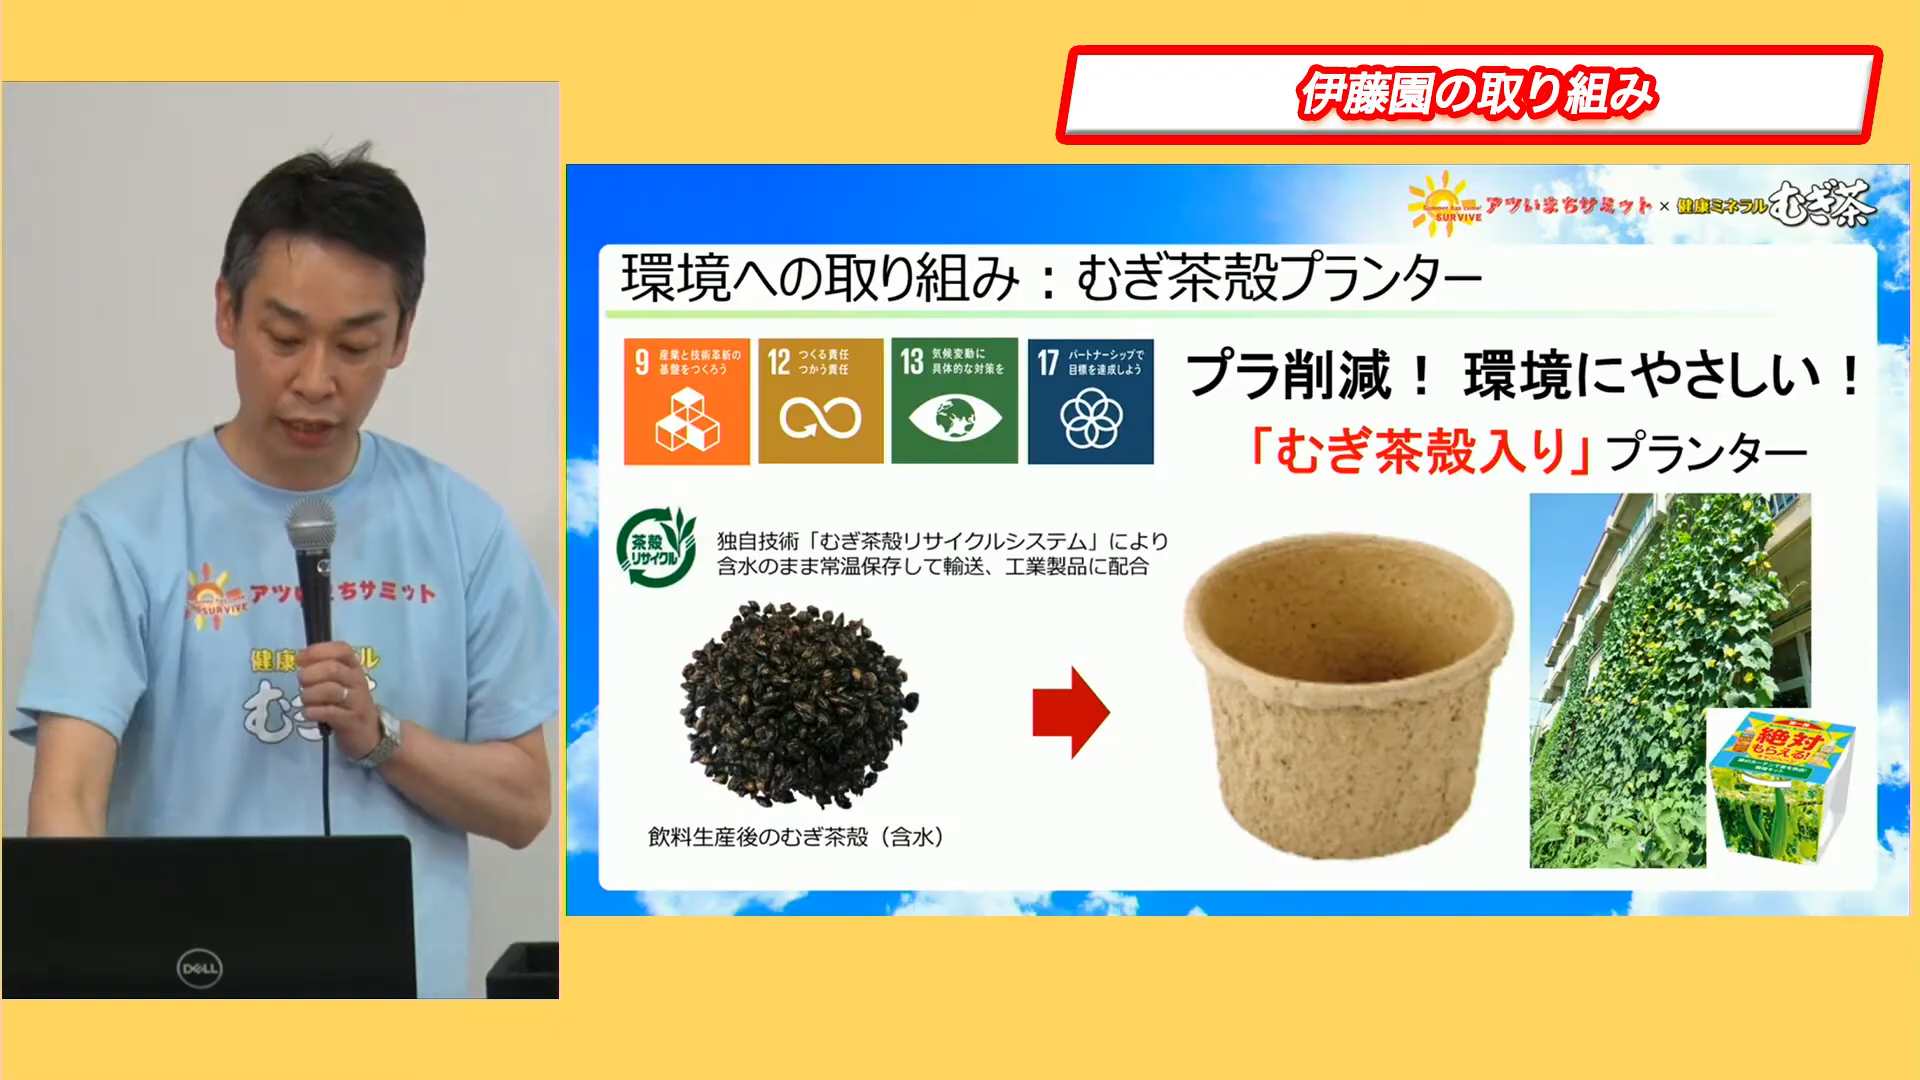 伊藤園の取り組み
SURVIVE
アツいまちサミット × 健康ミネラルむぎ茶
環境への取り組み：むぎ茶殻プランター
9 産業と技術革新の
基盤をつくろう
12 つくる責任
つかう責任
13 気候変動に
具体的な対策を
17 パートナーシップで
目標を達成しよう
プラ削減！ 環境にやさしい！
「むぎ茶殻入り」プランター
茶殻
リサイクル
独自技術「むぎ茶殻リサイクルシステム」により
含水のまま常温保存して輸送、工業製品に配合
飲料生産後のむぎ茶殻（含水）
絶対
もらえる!
SURVIVE
アツいまちサミット
健康
む
DELL